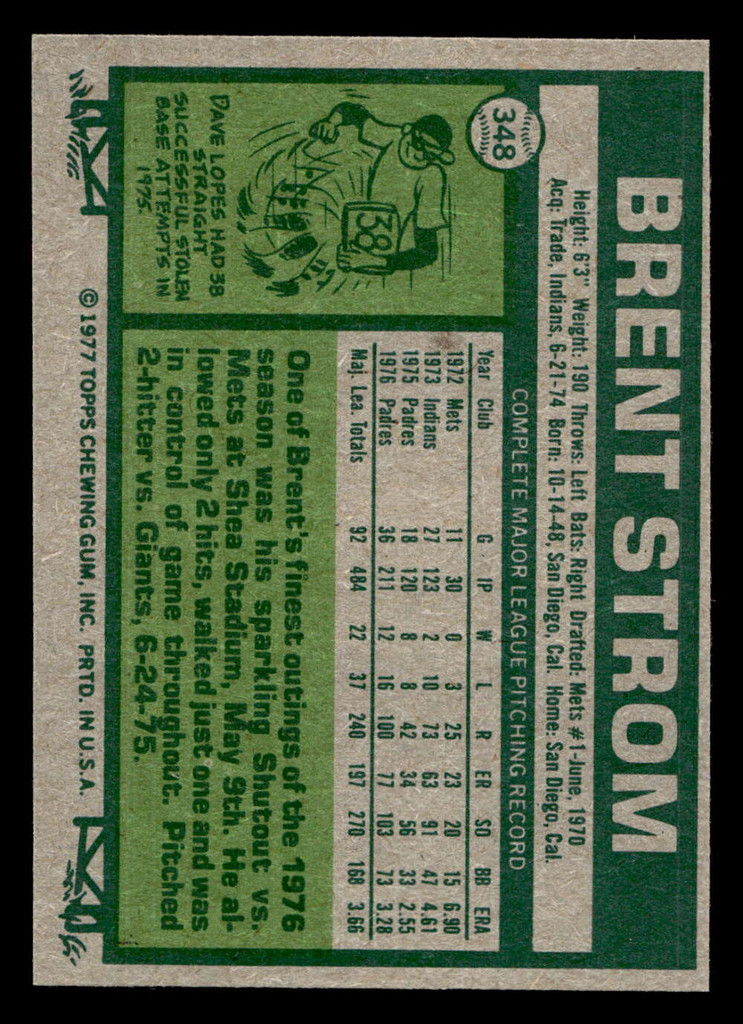 348
BRENT STROM
Height: 6'3" Weight: 190 Throws: Left Bats: Right Drafted: Mets #1-June, 1970
Acq: Trade, Indians, 6-21-74 Born: 10-14-48, San Diego, Cal. Home: San Diego, Cal.
COMPLETE MAJOR LEAGUE PITCHING RECORD
Year Club G IP W L R ER SO BB ERA
1972 Mets 11 30 0 3 25 23 20 15 6.90
1973 Indians 27 123 2 10 73 63 91 47 4.61
1975 Padres 18 120 8 8 42 34 56 33 2.55
1976 Padres 36 211 12 16 100 77 103 73 3.28
Maj. Lea. Totals 92 484 22 37 240 197 270 168 3.66
38
DAVE LOPES HAD 38
STRAIGHT
SUCCESSFUL STOLEN
BASE ATTEMPTS IN
1975.
One of Brent's finest outings of the 1976
season was his sparkling Shutout vs.
Mets at Shea Stadium, May 9th. He al-
lowed only 2 hits, walked just one and was
in control of game throughout. Pitched
2-hitter vs. Giants, 6-24-75.
© 1977 TOPPS CHEWING GUM, INC. PRTD. IN U.S.A.